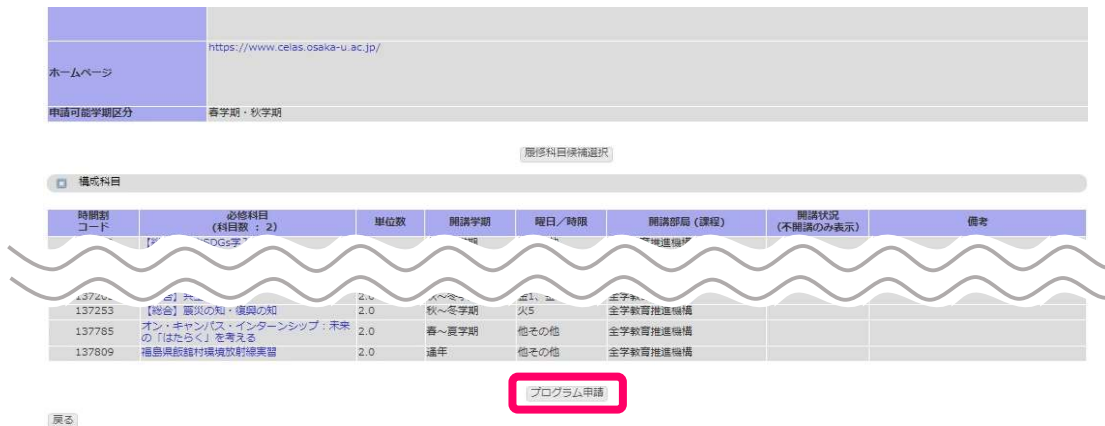 https://www.celas.osaka-u.ac.jp/
ホームページ
申請可能学期区分 春学期・秋学期
履修科目候補選択
構成科目
時間割コード 必修科目(科目数 : 2) 単位数 開講学期 曜日／時限 開講部局 (課程) 開講状況(不開講のみ表示) 備考
137253 【総合】震災の知・復興の知 2.0 秋～冬学期 火5 全学教育推進機構
137785 オン・キャンパス・インターンシップ：未来の「はたらく」を考える 2.0 春～夏学期 他その他 全学教育推進機構
137809 福島県飯舘村環境放射線実習 2.0 通年 他その他 全学教育推進機構
プログラム申請
戻る